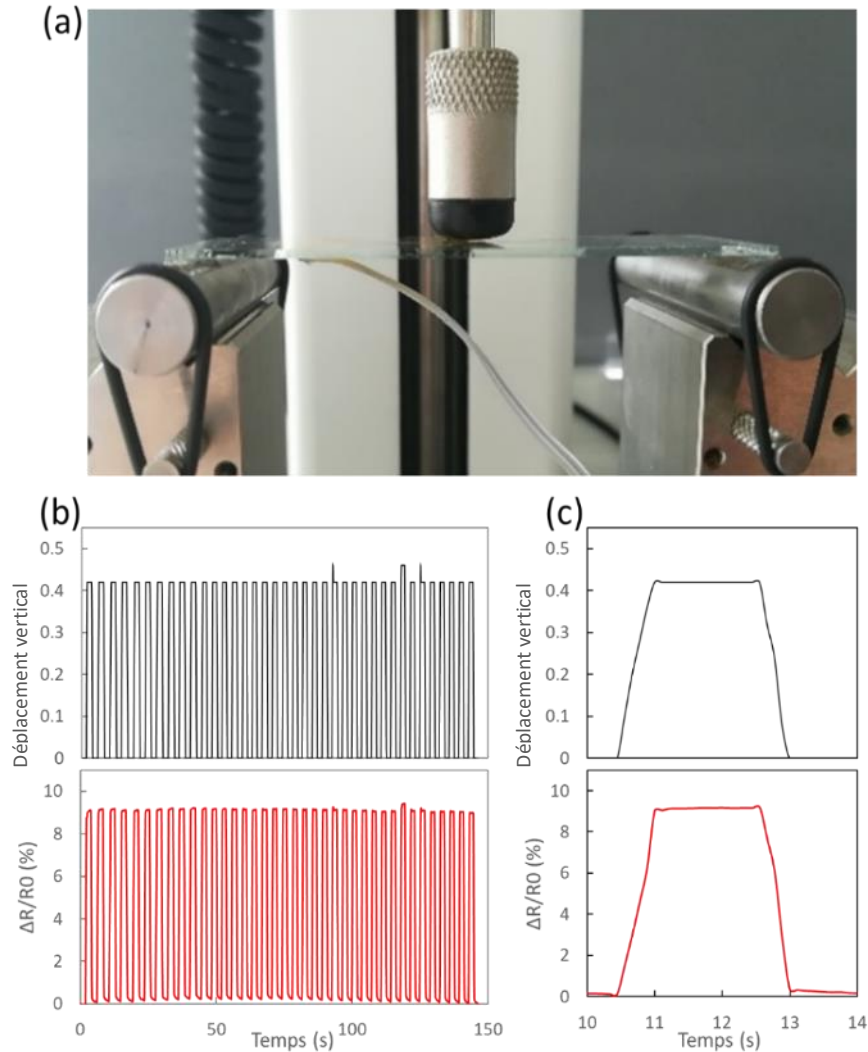 (a)
(b)
(c)
Déplacement vertical
0.5
0.4
0.3
0.2
0.1
0
Déplacement vertical
0.5
0.4
0.3
0.2
0.1
0
ΔR/R0 (%)
10
8
6
4
2
0
0 50 100 150
Temps (s)
ΔR/R0 (%)
10
8
6
4
2
0
10 11 12 13 14
Temps (s)